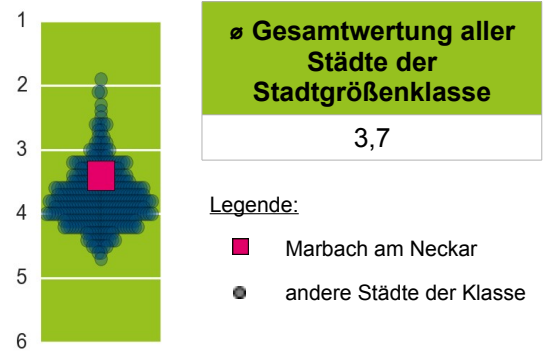 1
2
3
4
5
6
ø Gesamtwertung aller
Städte der
Stadtgrößenklasse
3,7
Legende:
Marbach am Neckar
andere Städte der Klasse